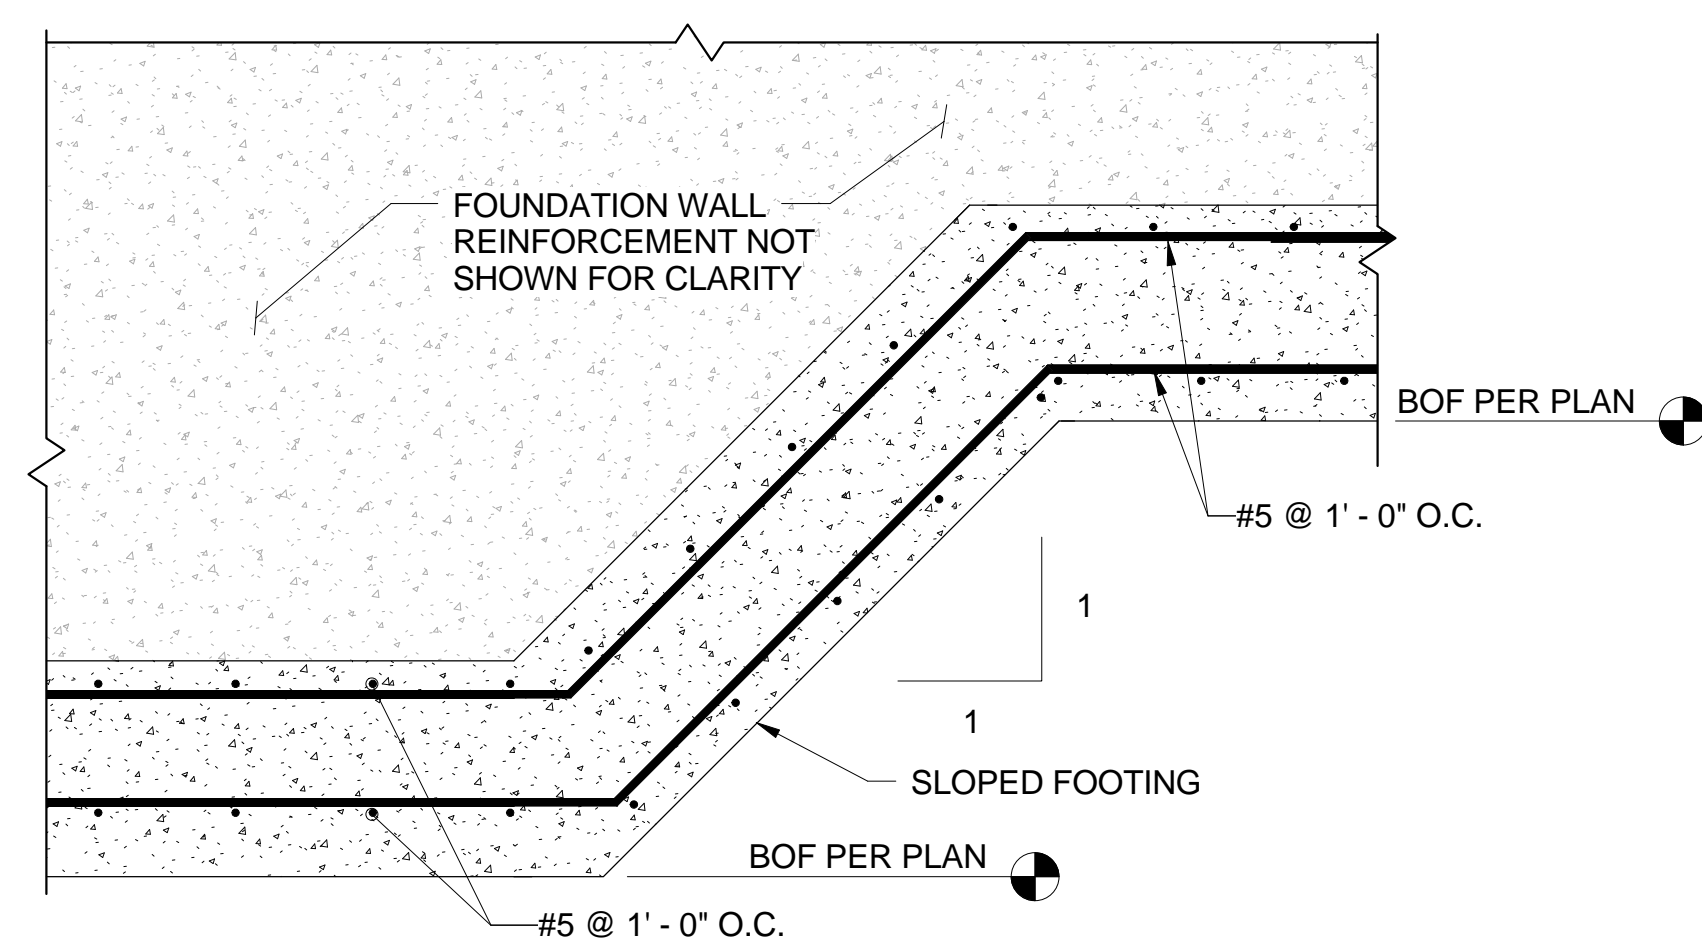 FOUNDATION WALL
REINFORCEMENT NOT
SHOWN FOR CLARITY
BOF PER PLAN
#5 @ 1' - 0" O.C.
1
1
SLOPED FOOTING
BOF PER PLAN
#5 @ 1' - 0" O.C.